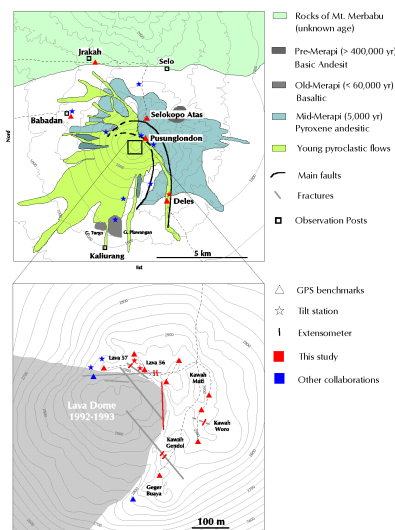 Rocks of Mt. Merbabu
(unknown age)
Pre-Merapi (> 400,000 yr)
Basic Andesit
Old-Merapi (< 60,000 yr)
Basaltic
Mid-Merapi (5,000 yr)
Pyroxene andesitic
Young pyroclastic flows
Main faults
Fractures
Observation Posts
Jrakah
Selo
Babadan
Selokopo Atas
Pusunglondon
Deles
G. Turgo
G. Plawangan
Kaliurang
Nord
Est
5 km
GPS benchmarks
Tilt station
Extensometer
This study
Other collaborations
Lava 57
Lava 56
Kawah
Mati
Lava Dome
1992-1993
Kawah
Woro
Kawah
Gendol
Geger
Buaya
100 m